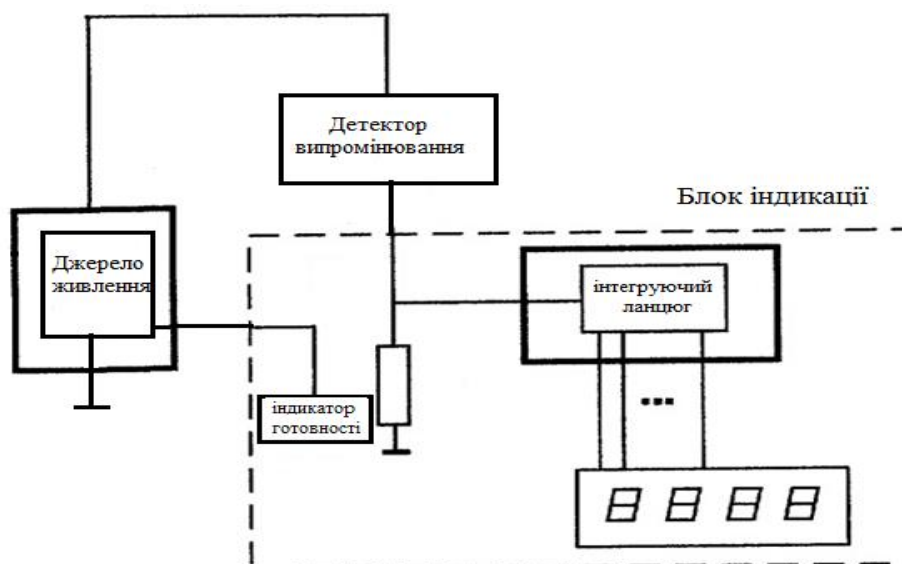 Детектор
випромінювання
Блок індикації
Джерело
живлення
інтегруючий
ланцюг
індикатор
готовності